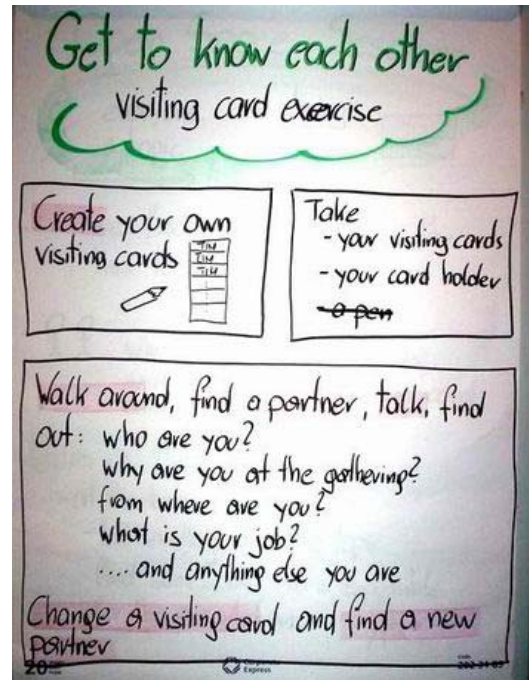 Get to know each other
visiting card exercise
Create your own
visiting cards
TIM
TIM
TIM
Take
- your visiting cards
- your card holder
- a pen
Walk around, find a partner, talk, find
out: who are you?
why are you at the gathering?
from where are you?
what is your job?
.... and anything else you are
Change a visiting card and find a new
partner
20
Express